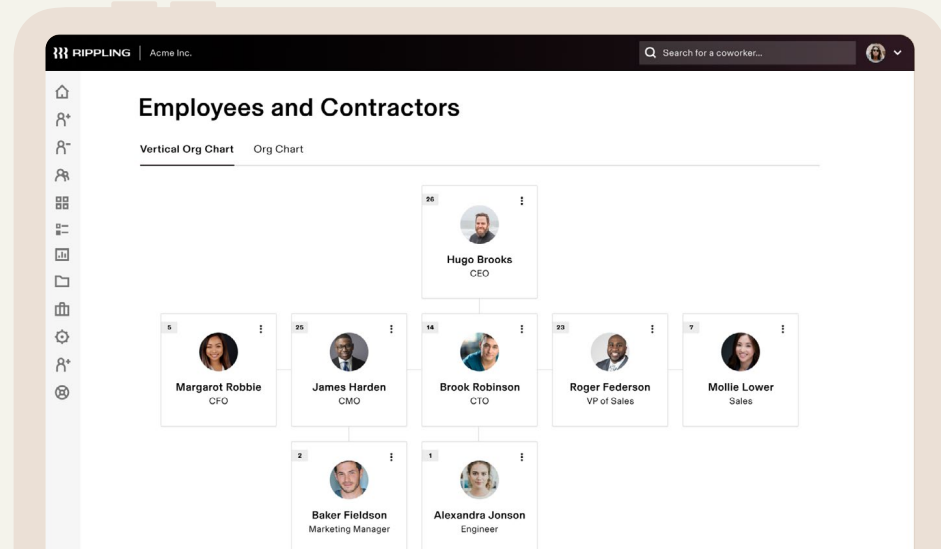 RIPPLING Acme Inc. Search for a coworker...
Employees and Contractors
Vertical Org Chart Org Chart
26
Hugo Brooks
CEO
5 25 14 23 7
Margarot Robbie James Harden Brook Robinson Roger Federson Mollie Lower
CFO CMO CTO VP of Sales Sales
2 1
Baker Fieldson Alexandra Jonson
Marketing Manager Engineer